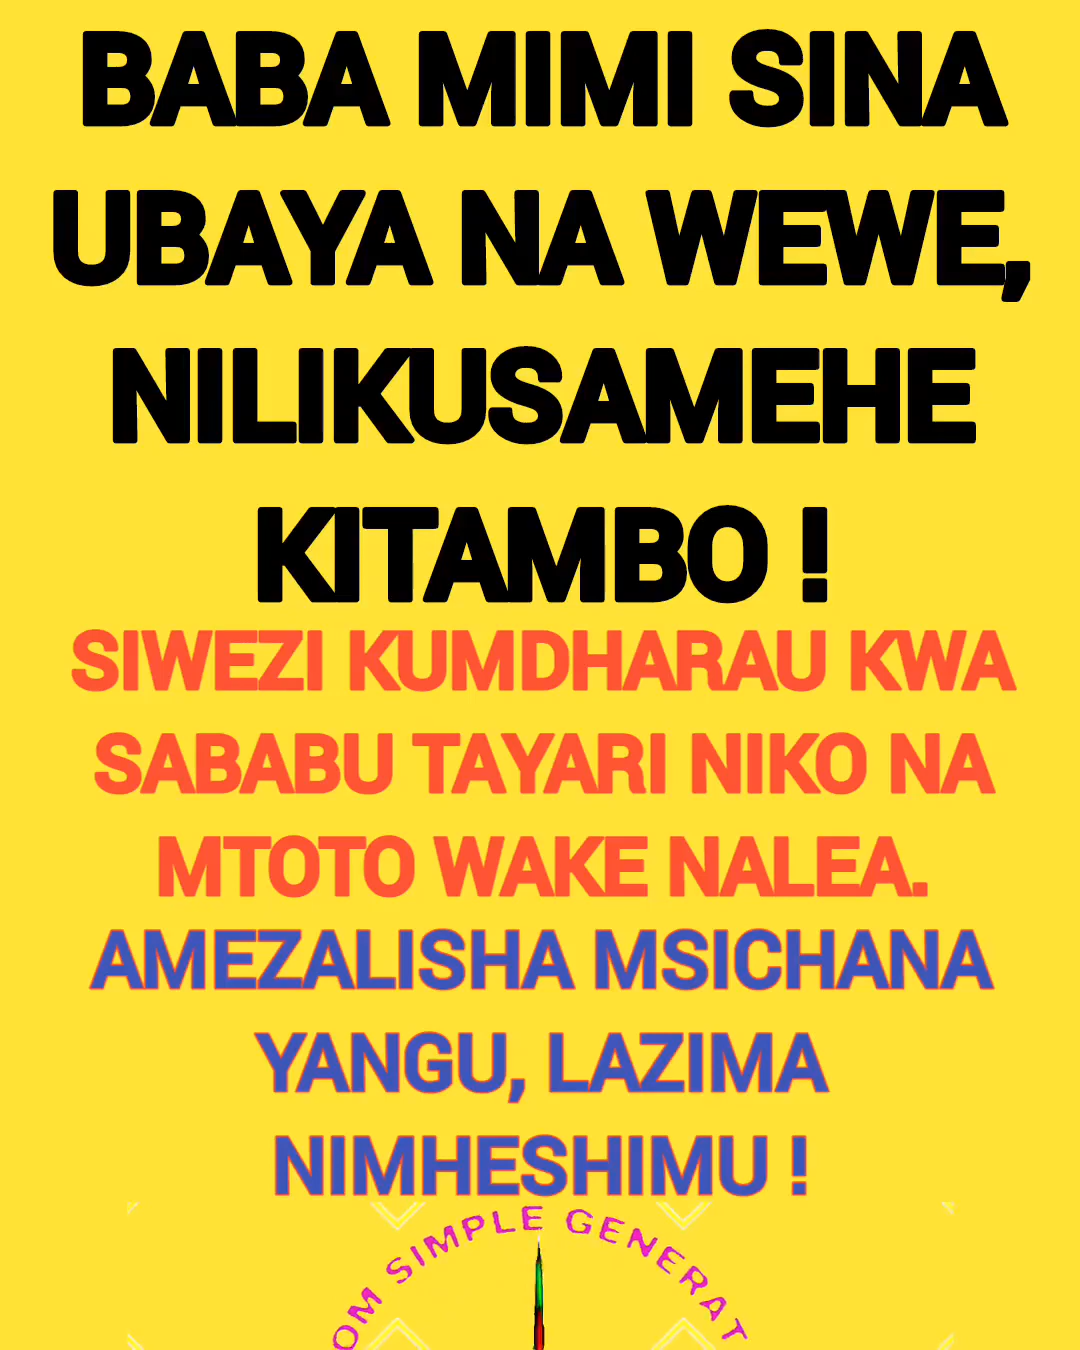 BABA MIMI SINA
UBAYA NA WEWE,
NILIKUSAMEHE
KITAMBO !
SIWEZI KUMDHARAU KWA
SABABU TAYARI NIKO NA
MTOTO WAKE NALEA.
AMEZALISHA MSICHANA
YANGU, LAZIMA
NIMHESHIMU !
OM SIMPLE GENERAT